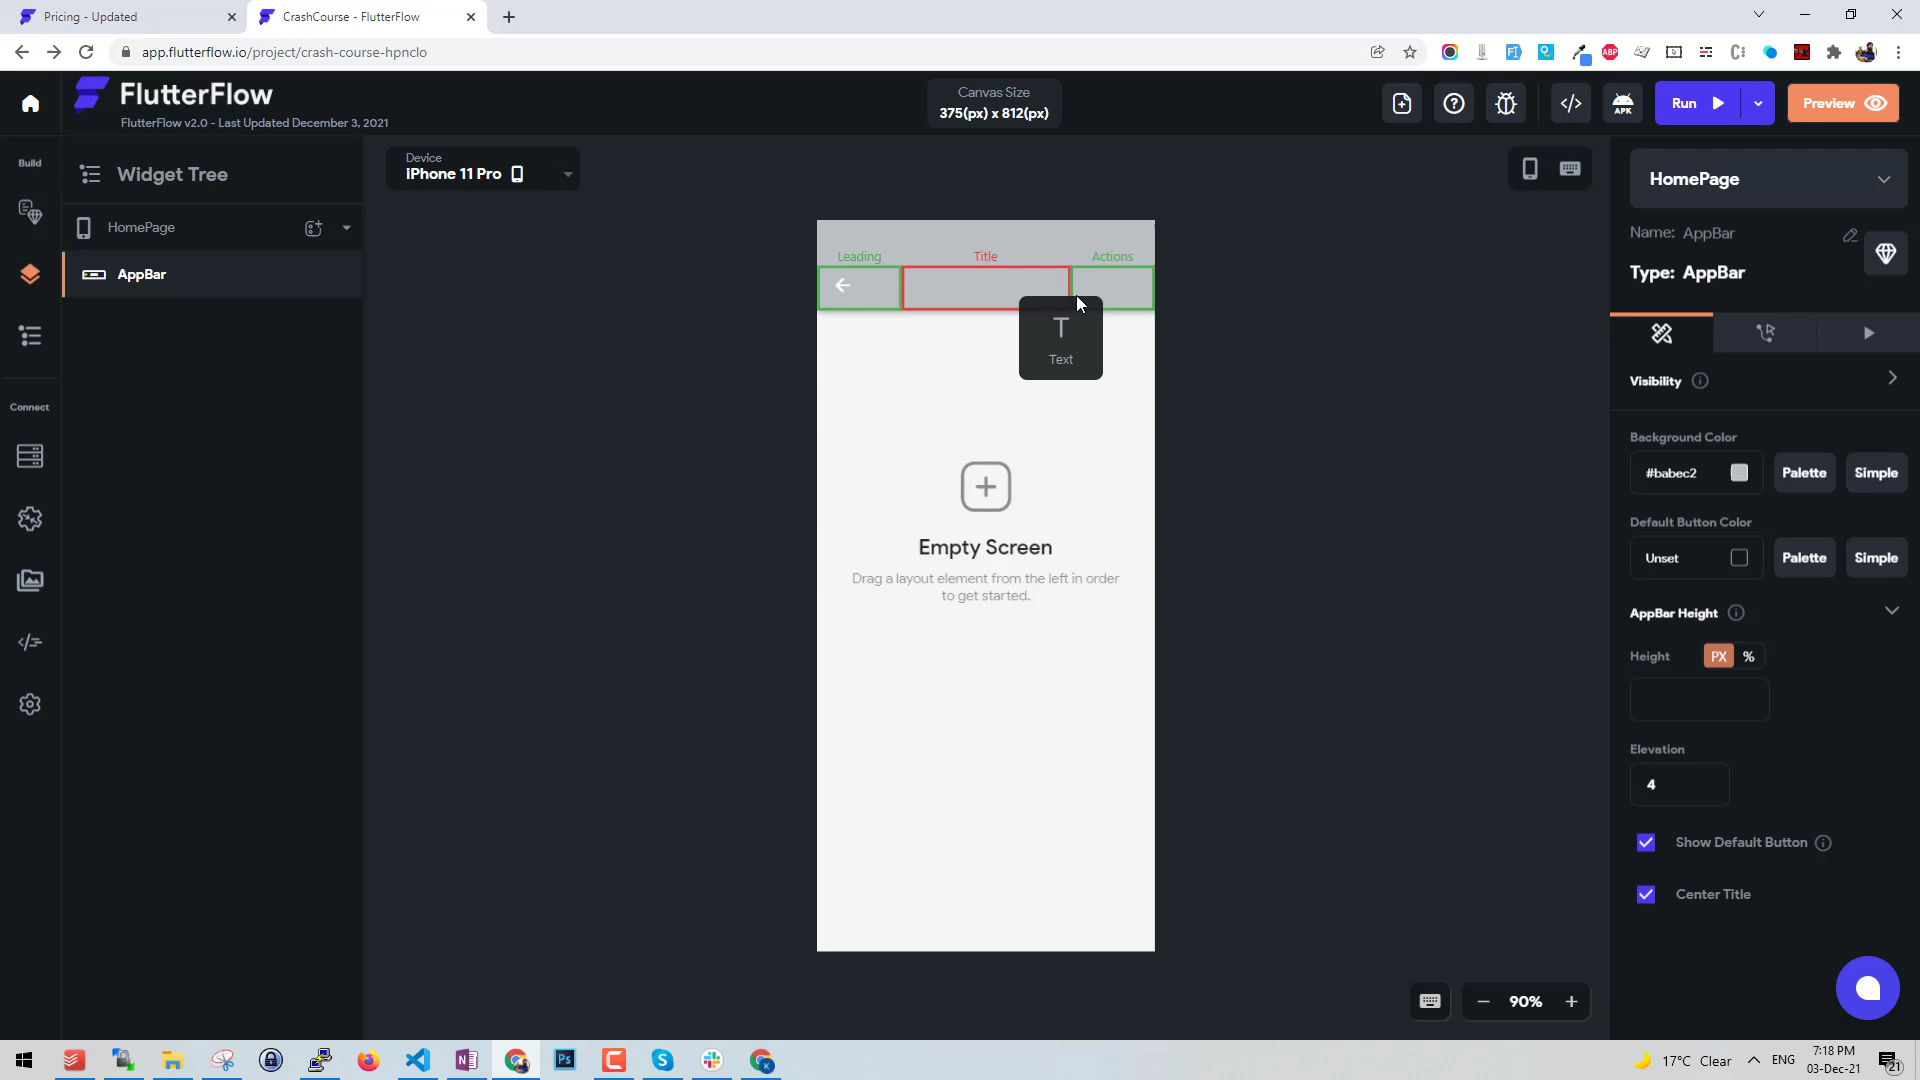 Pricing - Updated
CrashCourse - FlutterFlow
app.flutterflow.io/project/crash-course-hpnclo
FlutterFlow
FlutterFlow v2.0 - Last Updated December 3, 2021
Canvas Size
375(px) x 812(px)
APK
Run
Preview
Build
Connect
Widget Tree
HomePage
AppBar
Device
iPhone 11 Pro
Leading
Title
Actions
T
Text
Empty Screen
Drag a layout element from the left in order
to get started.
90%
HomePage
Name: AppBar
Type: AppBar
Visibility
Background Color
#babec2
Palette
Simple
Default Button Color
Unset
Palette
Simple
AppBar Height
Height
PX
%
Elevation
4
Show Default Button
Center Title
17°C Clear
ENG
7:18 PM
03-Dec-21
21